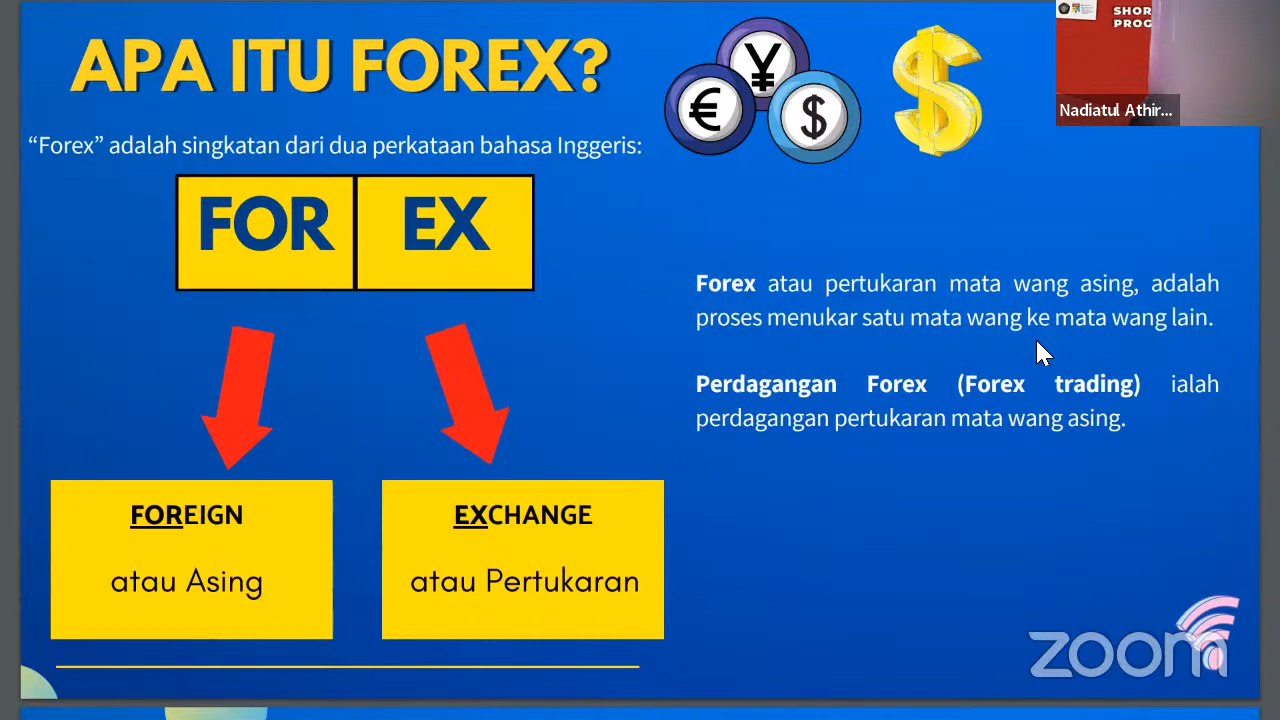 APA ITU FOREX?
“Forex” adalah singkatan dari dua perkataan bahasa Inggeris:
FOR EX
FOREIGN
atau Asing
EXCHANGE
atau Pertukaran
Forex atau pertukaran mata wang asing, adalah
proses menukar satu mata wang ke mata wang lain.
Perdagangan Forex (Forex trading) ialah
perdagangan pertukaran mata wang asing.
€ ¥ $
$
SHOR
PROG
Nadiatul Athir...
zoom